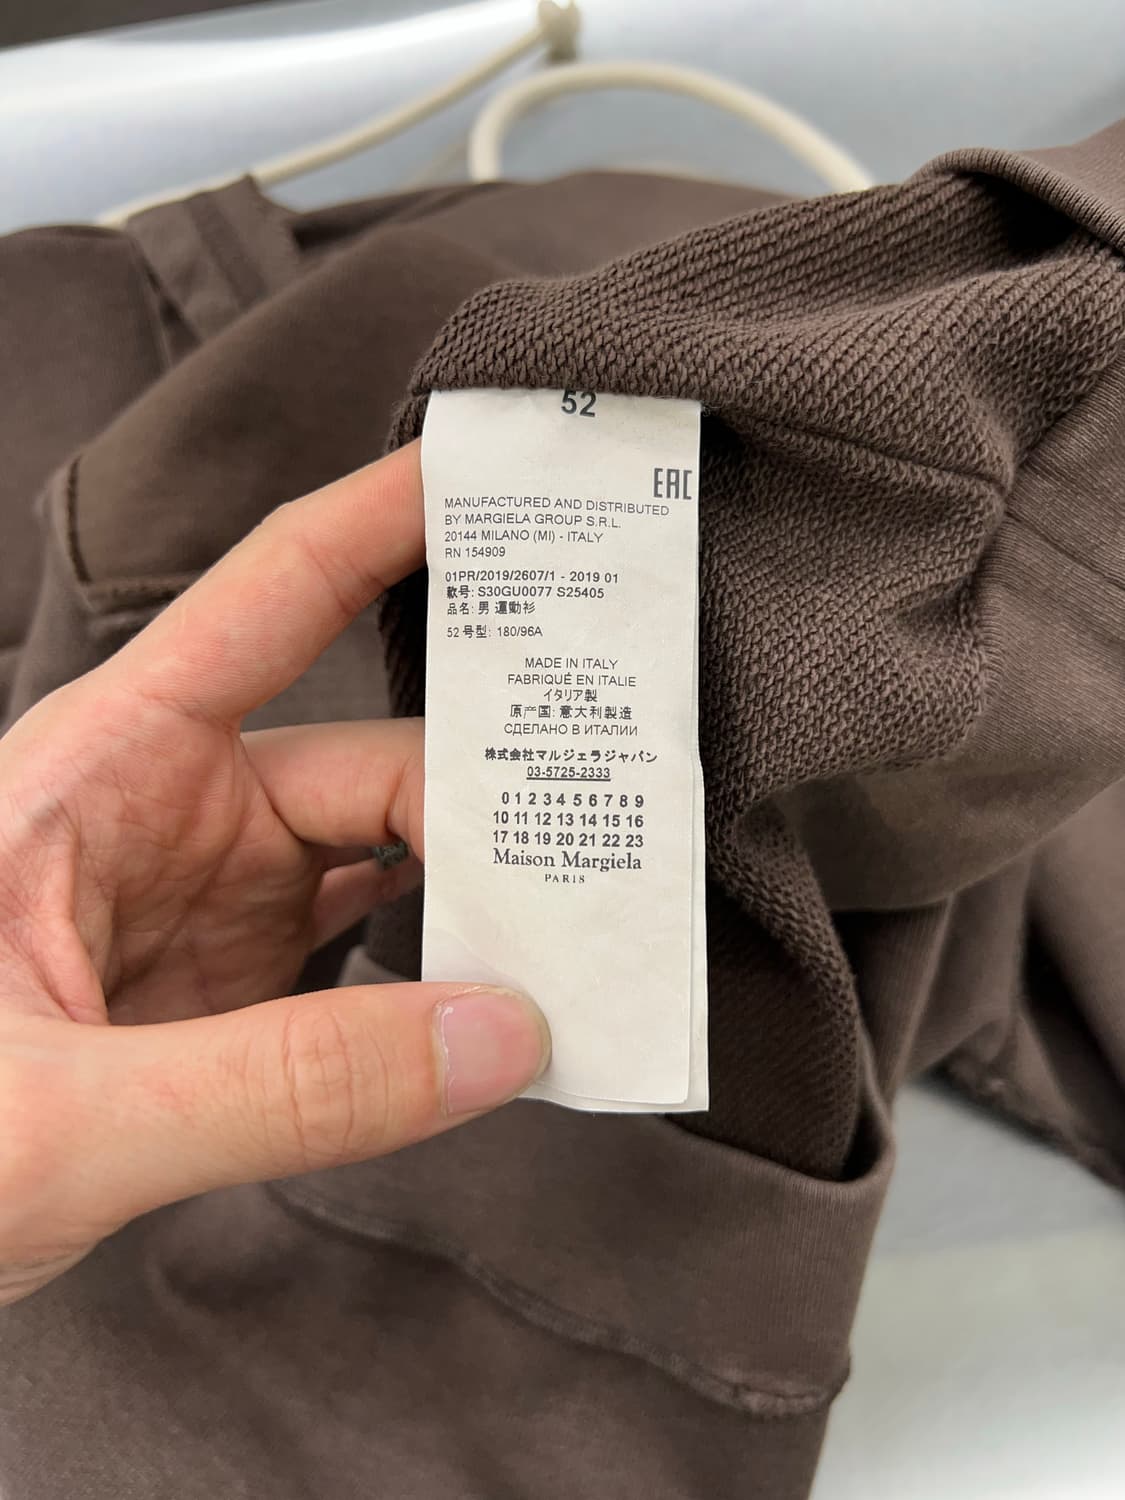 52
EAC
MANUFACTURED AND DISTRIBUTED
BY MARGIELA GROUP S.R.L.
20144 MILANO (MI) - ITALY
RN 154909
01PR/2019/2607/1 - 2019 01
款号: S30GU0077 S25405
品名: 男 運動衫
52 号型: 180/96A
MADE IN ITALY
FABRIQUÉ EN ITALIE
イタリア製
原产国: 意大利製造
СДЕЛАНО В ИТАЛИИ
株式会社マルジェラジャパン
03-5725-2333
0 1 2 3 4 5 6 7 8 9
10 11 12 13 14 15 16
17 18 19 20 21 22 23
Maison Margiela
PARIS